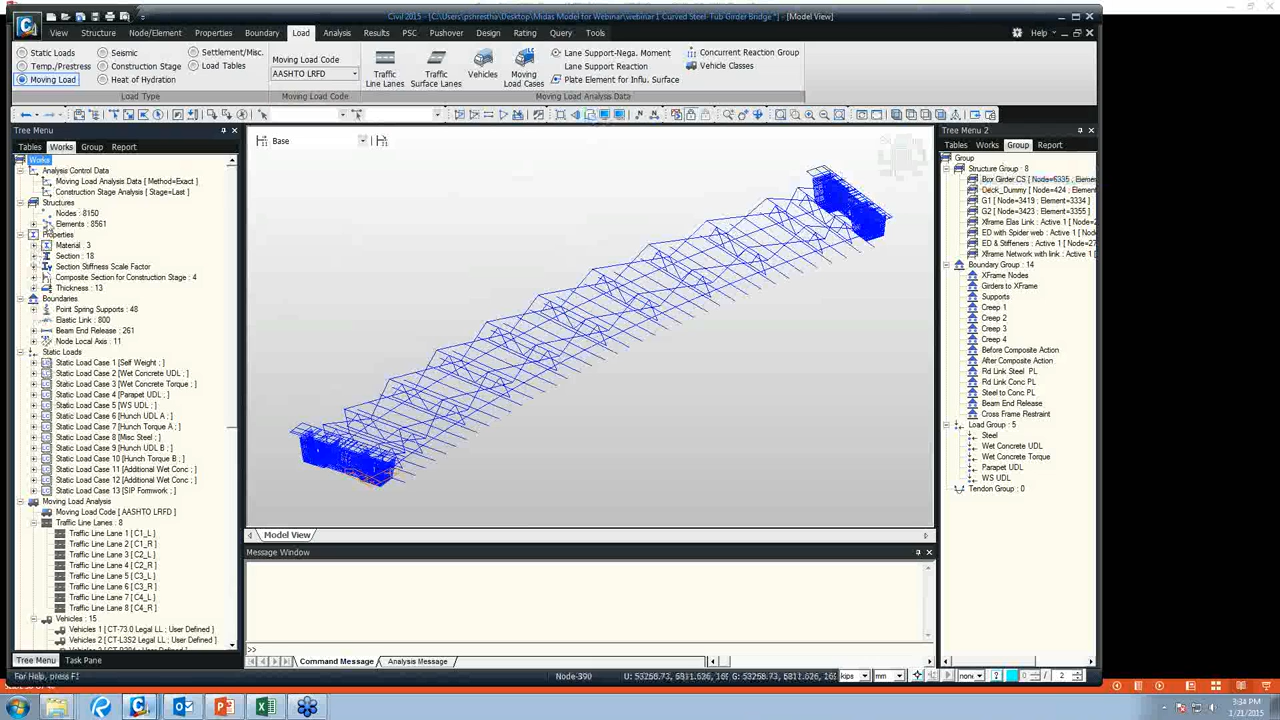 Civil 2015 - [C:\Users\pshrestha\Desktop\Midas Model for Webinar\webinar1 Curved Steel-Tub Girder Bridge *] - [Model View]
View Structure Node/Element Properties Boundary Load Analysis Results PSC Pushover Design Rating Query Tools Help
Static Loads Seismic Settlement/Misc.
Temp./Prestress Construction Stage Load Tables
Moving Load Heat of Hydration
Load Type
Moving Load Code
AASHTO LRFD
Moving Load Code
Traffic Line Lanes
Traffic Surface Lanes
Vehicles
Moving Load Cases
Lane Support-Nega. Moment
Lane Support Reaction
Plate Element for Influ. Surface
Concurrent Reaction Group
Vehicle Classes
Moving Load Analysis Data
Tree Menu
Tables Works Group Report
Works
Analysis Control Data
Moving Load Analysis Data [ Method=Exact ]
Construction Stage Analysis [ Stage=Last ]
Structures
Nodes : 8150
Elements : 8561
Properties
Material : 3
Section : 18
Section Stiffness Scale Factor
Composite Section for Construction Stage : 4
Thickness : 13
Boundaries
Point Spring Supports : 48
Elastic Link : 800
Beam End Release : 261
Node Local Axis : 11
Static Loads
Static Load Case 1 [Self Weight ; ]
Static Load Case 2 [Wet Concrete UDL ; ]
Static Load Case 3 [Wet Concrete Torque ; ]
Static Load Case 4 [Parapet UDL ; ]
Static Load Case 5 [WS UDL ; ]
Static Load Case 6 [Hunch UDL A ; ]
Static Load Case 7 [Hunch Torque A ; ]
Static Load Case 8 [Misc Steel ; ]
Static Load Case 9 [Hunch UDL B ; ]
Static Load Case 10 [Hunch Torque B ; ]
Static Load Case 11 [Additional Wet Conc ; ]
Static Load Case 12 [Additional Wet Conc ; ]
Static Load Case 13 [SIP Formwork ; ]
Moving Load Analysis
Moving Load Code [ AASHTO LRFD ]
Traffic Line Lanes : 8
Traffic Line Lane 1 [ C1_L ]
Traffic Line Lane 2 [ C1_R ]
Traffic Line Lane 3 [ C2_L ]
Traffic Line Lane 4 [ C2_R ]
Traffic Line Lane 5 [ C3_L ]
Traffic Line Lane 6 [ C3_R ]
Traffic Line Lane 7 [ C4_L ]
Traffic Line Lane 8 [ C4_R ]
Vehicles : 15
Vehicles 1 [ CT-73.0 Legal LL ; User Defined ]
Vehicles 2 [ CT-L3S2 Legal LL ; User Defined ]
Tree Menu Task Pane
For Help, press F1
Base
Model View
Message Window
>>
Command Message Analysis Message
Node-390
U: 53258.73, 6811.626, 16
G: 53258.73, 6811.626, 16
kips mm non 2
Tree Menu 2
Tables Works Group Report
Group
Structure Group : 8
Box Girder CS [ Node=6335 ; Eleme
Deck_Dummy [ Node=424 ; Element
G1 [ Node=3419 ; Element=3334 ]
G2 [ Node=3423 ; Element=3355 ]
Xframe Elas Link : Active 1 [ Node=
ED with Spider web : Active 1 [ Node
ED & Stiffeners : Active 1 [ Node=27
Xframe Network with link : Active 1 [
Boundary Group : 14
XFrame Nodes
Girders to XFrame
Supports
Creep 1
Creep 2
Creep 3
Creep 4
Before Composite Action
After Composite Action
Rd Link Steel PL
Rd Link Conc PL
Steel to Conc PL
Beam End Release
Cross Frame Restraint
Load Group : 5
Steel
Wet Concrete UDL
Wet Concrete Torque
Parapet UDL
WS UDL
Tendon Group : 0
3:34 PM
1/21/2015